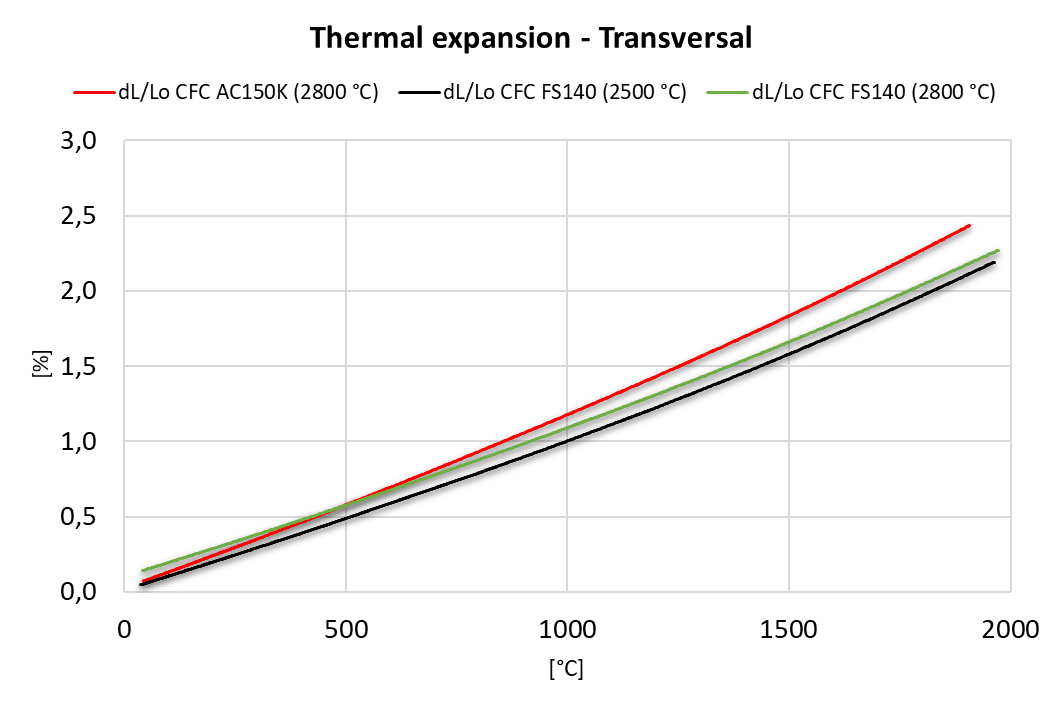 Thermal expansion - Transversal
dL/Lo CFC AC150K (2800 °C) dL/Lo CFC FS140 (2500 °C) dL/Lo CFC FS140 (2800 °C)
3,0
2,5
2,0
1,5
1,0
0,5
0,0
[%]
0 500 1000 1500 2000
[°C]